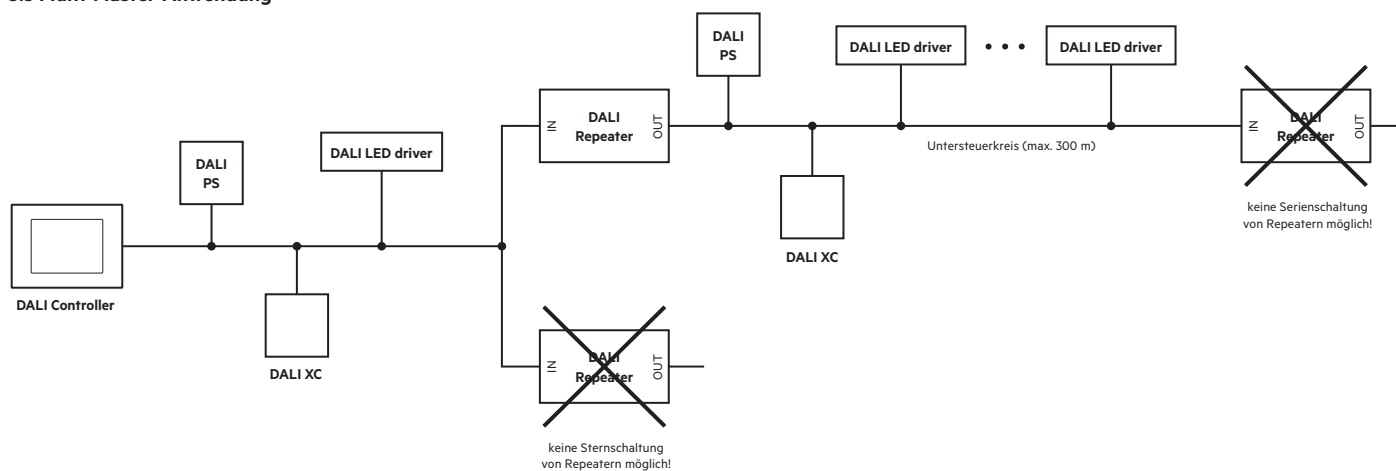 DALI
PS
DALI LED driver
DALI LED driver
IN
DALI
Repeater
OUT
IN
DALI
Repeater
OUT
Untersteuerkreis (max. 300 m)
DALI LED driver
DALI
PS
keine Serienschaltung
von Repeatern möglich!
DALI XC
DALI Controller
DALI XC
IN
DALI
Repeater
OUT
keine Sternschaltung
von Repeatern möglich!